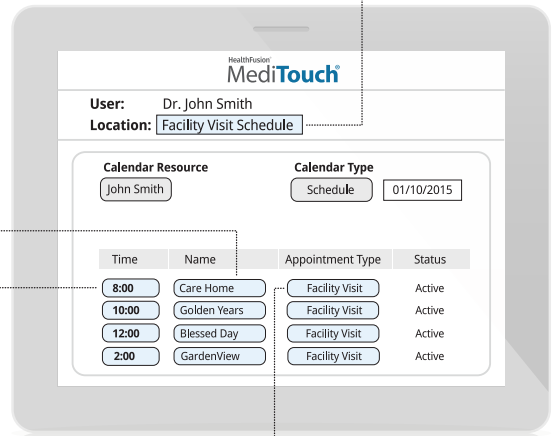 HealthFusion®
MediTouch®
User: Dr. John Smith
Location: Facility Visit Schedule
Calendar Resource Calendar Type
John Smith Schedule 01/10/2015
Time Name Appointment Type Status
8:00 Care Home Facility Visit Active
10:00 Golden Years Facility Visit Active
12:00 Blessed Day Facility Visit Active
2:00 GardenView Facility Visit Active